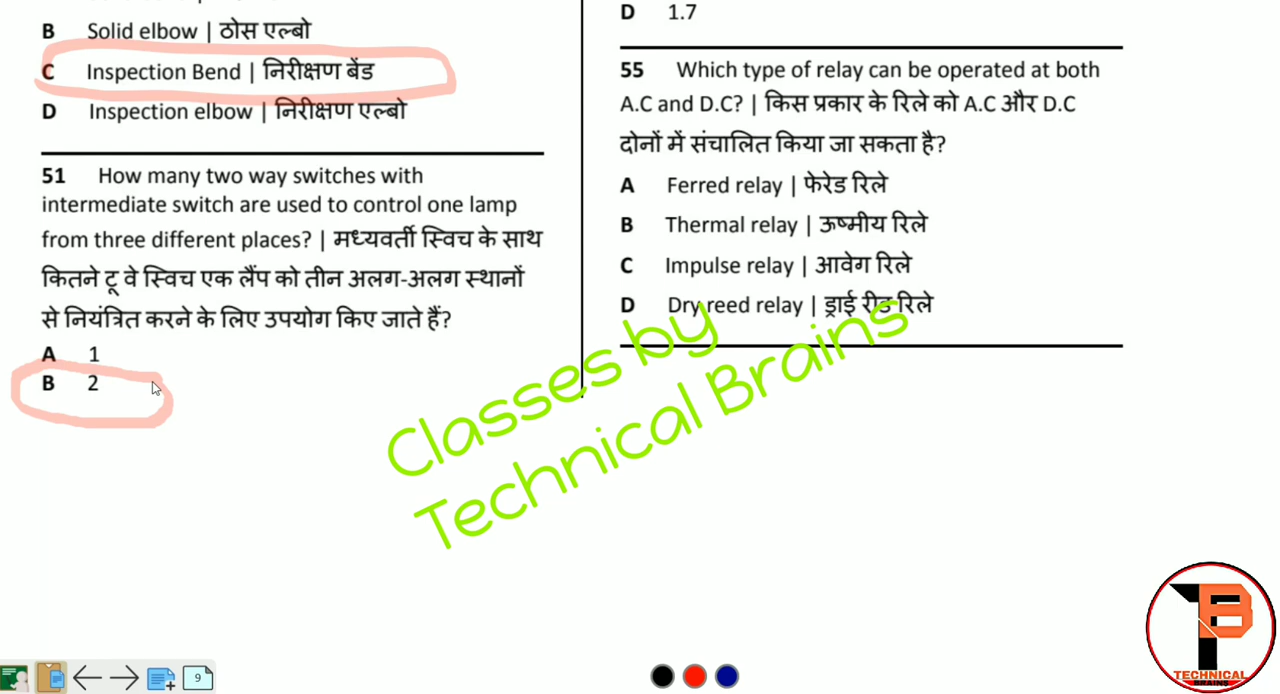 B Solid elbow | ठोस एल्बो
C Inspection Bend | निरीक्षण बेंड
D Inspection elbow | निरीक्षण एल्बो
51 How many two way switches with
intermediate switch are used to control one lamp
from three different places? | मध्यवर्ती स्विच के साथ
कितने टू वे स्विच एक लैंप को तीन अलग-अलग स्थानों
से नियंत्रित करने के लिए उपयोग किए जाते हैं?
A 1
B 2
D 1.7
55 Which type of relay can be operated at both
A.C and D.C? | किस प्रकार के रिले को A.C और D.C
दोनों में संचालित किया जा सकता है?
A Ferred relay | फेरेड रिले
B Thermal relay | ऊष्मीय रिले
C Impulse relay | आवेग रिले
D Dry reed relay | ड्राई रीड रिले
Classes by
Technical Brains
TB
TECHNICAL
BRAINS
9